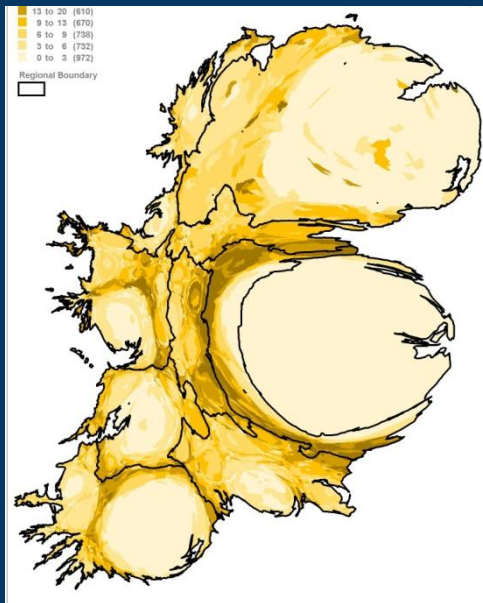 13 to 20 (610)
9 to 13 (670)
6 to 9 (738)
3 to 6 (732)
0 to 3 (972)
Regional Boundary